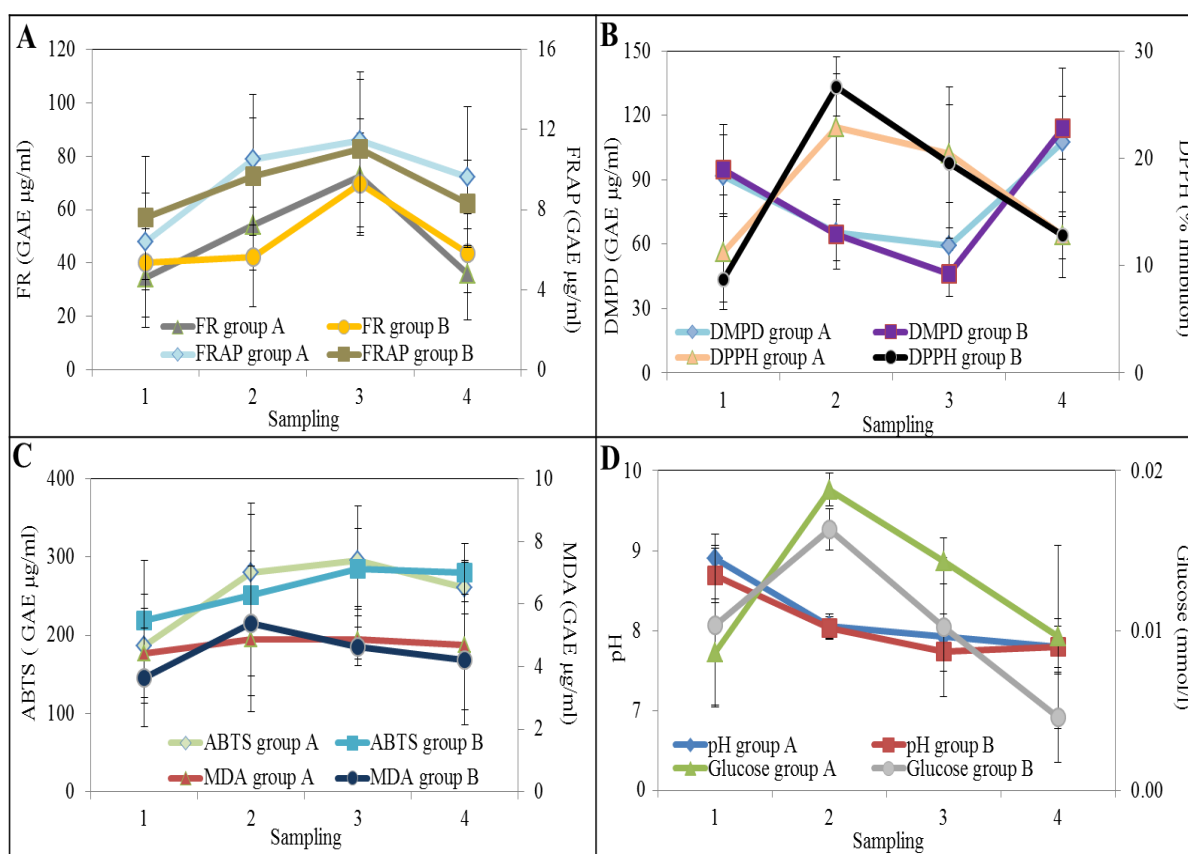 A
FR (GAE µg/ml)
120
100
80
60
40
20
0
16
12
8
4
0
FRAP (GAE µg/ml)
FR group A
FR group B
FRAP group A
FRAP group B
1 2 3 4
Sampling
B
DMPD (GAE µg/ml)
150
120
90
60
30
0
30
20
10
0
DPPH (% Inhibition)
DMPD group A
DMPD group B
DPPH group A
DPPH group B
1 2 3 4
Sampling
C
ABTS ( GAE µg/ml)
400
300
200
100
0
10
8
6
4
2
0
MDA (GAE µg/ml)
ABTS group A
ABTS group B
MDA group A
MDA group B
1 2 3 4
Sampling
D
pH
10
9
8
7
6
0.02
0.01
0.00
Glucose (mmol/l)
pH group A
pH group B
Glucose group A
Glucose group B
1 2 3 4
Sampling